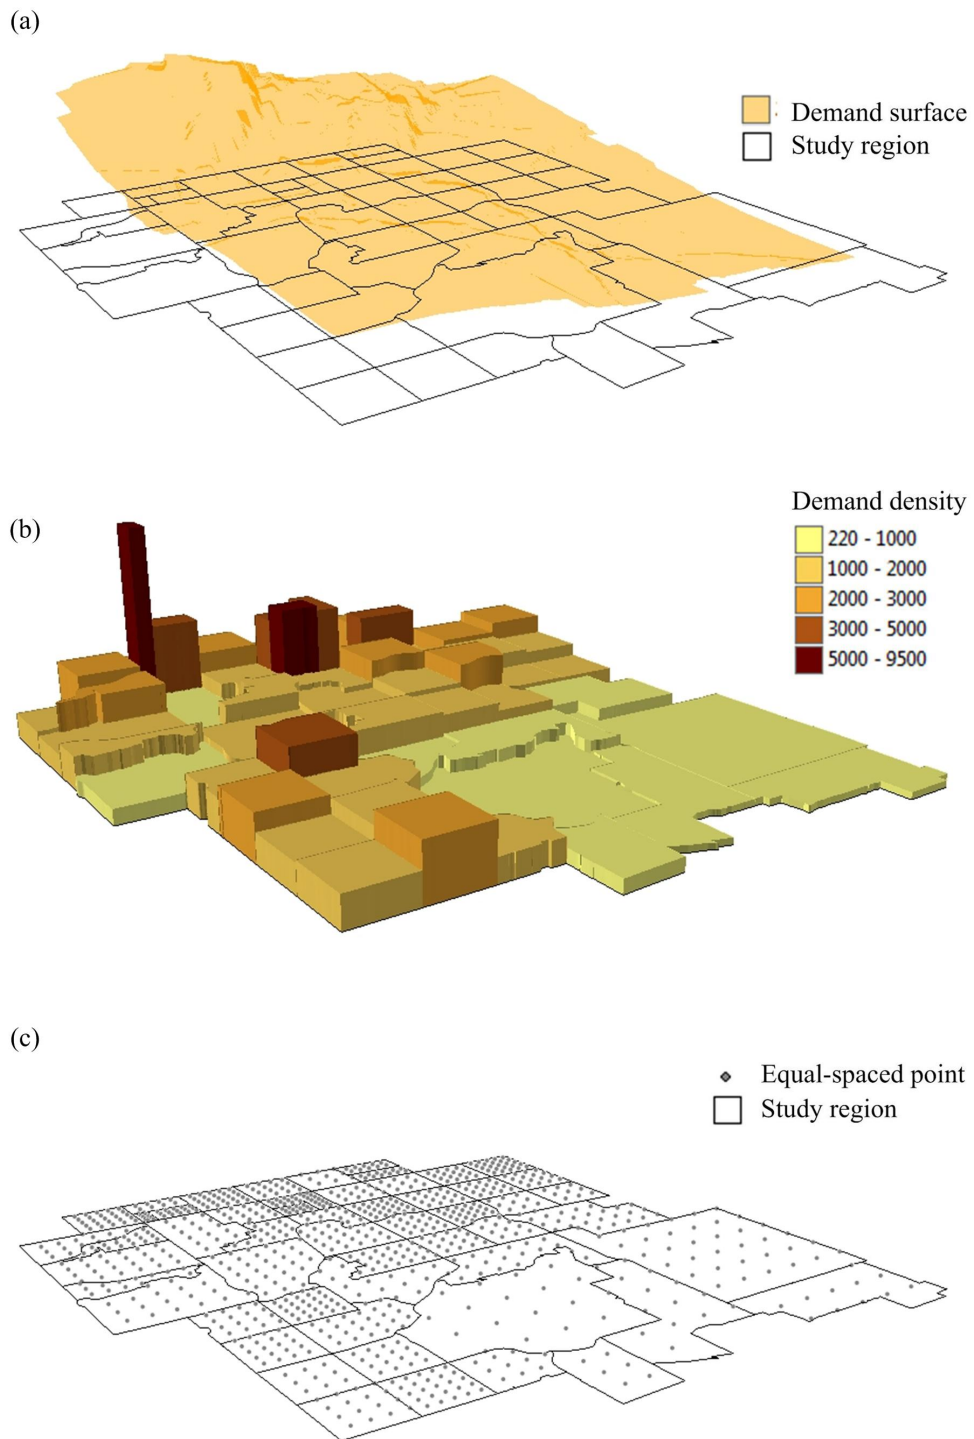 (a)
Demand surface
Study region
(b)
Demand density
220 - 1000
1000 - 2000
2000 - 3000
3000 - 5000
5000 - 9500
(c)
Equal-spaced point
Study region